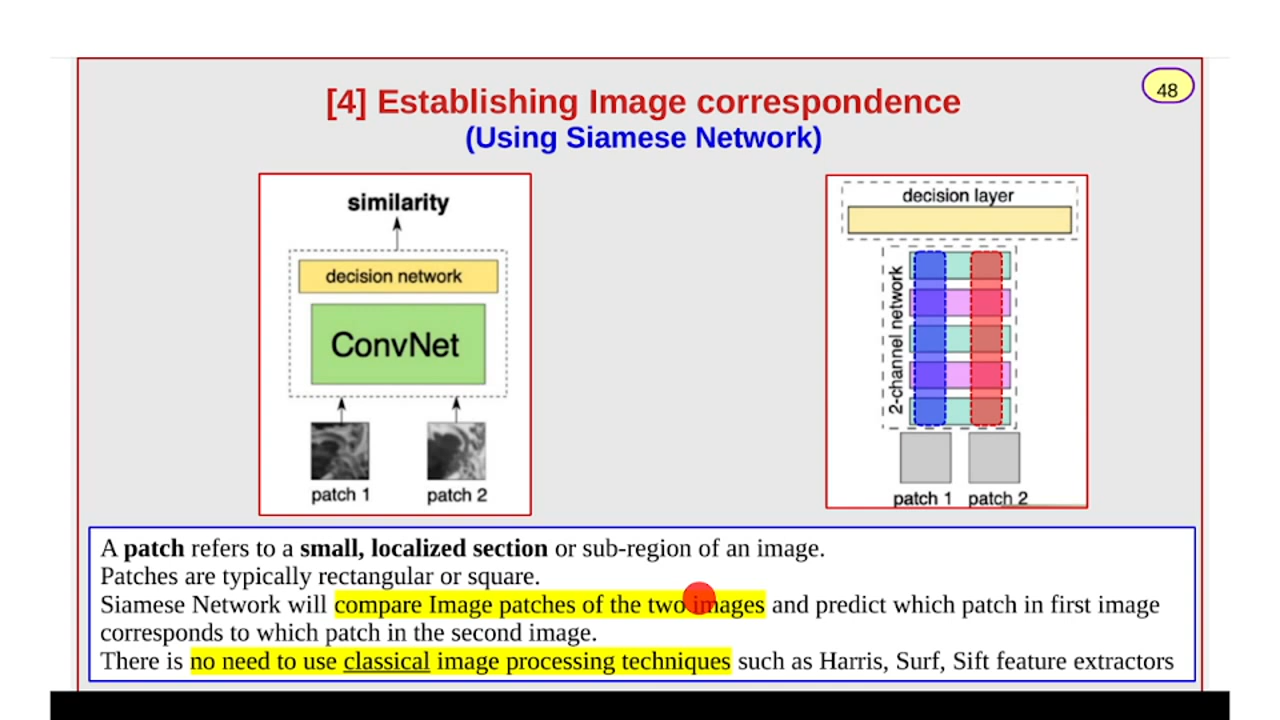 48
[4] Establishing Image correspondence
(Using Siamese Network)
similarity
decision network
ConvNet
patch 1 patch 2
decision layer
2-channel network
patch 1 patch 2
A patch refers to a small, localized section or sub-region of an image.
Patches are typically rectangular or square.
Siamese Network will compare Image patches of the two images and predict which patch in first image
corresponds to which patch in the second image.
There is no need to use classical image processing techniques such as Harris, Surf, Sift feature extractors